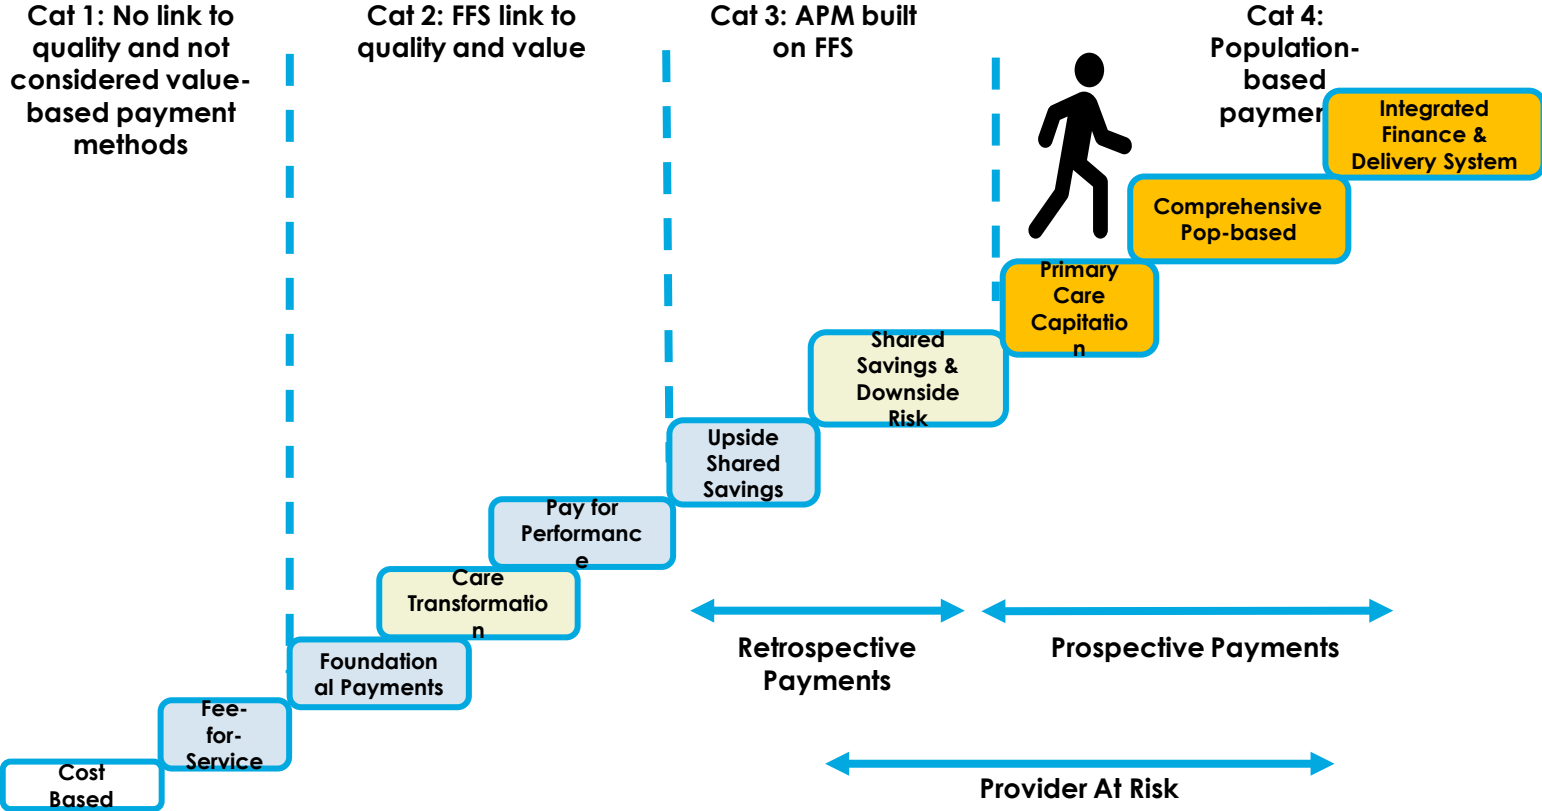 Cat 1: No link to
quality and not
considered value-
based payment
methods
Cat 2: FFS link to
quality and value
Cat 3: APM built
on FFS
Cat 4:
Population-
based
paymer
Integrated
Finance &
Delivery System
Comprehensive
Pop-based
Primary
Care
Capitatio
n
Shared
Savings &
Downside
Risk
Upside
Shared
Savings
Pay for
Performanc
e
Care
Transformatio
n
Foundation
al Payments
Fee-
for-
Service
Cost
Based
Retrospective
Payments
Prospective Payments
Provider At Risk